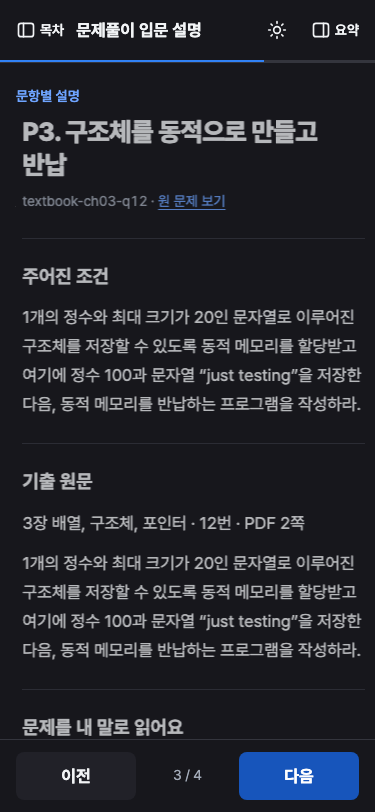 목차 문제풀이 입문 설명 요약
문항별 설명
P3. 구조체를 동적으로 만들고
반납
textbook-ch03-q12 · 원 문제 보기
주어진 조건
1개의 정수와 최대 크기가 20인 문자열로 이루어진
구조체를 저장할 수 있도록 동적 메모리를 할당받고
여기에 정수 100과 문자열 “just testing”을 저장한
다음, 동적 메모리를 반납하는 프로그램을 작성하라.
기출 원문
3장 배열, 구조체, 포인터 · 12번 · PDF 2쪽
1개의 정수와 최대 크기가 20인 문자열로 이루어진
구조체를 저장할 수 있도록 동적 메모리를 할당받고
여기에 정수 100과 문자열 “just testing”을 저장한
다음, 동적 메모리를 반납하는 프로그램을 작성하라.
문제를 내 말로 읽어요
이전 3 / 4 다음